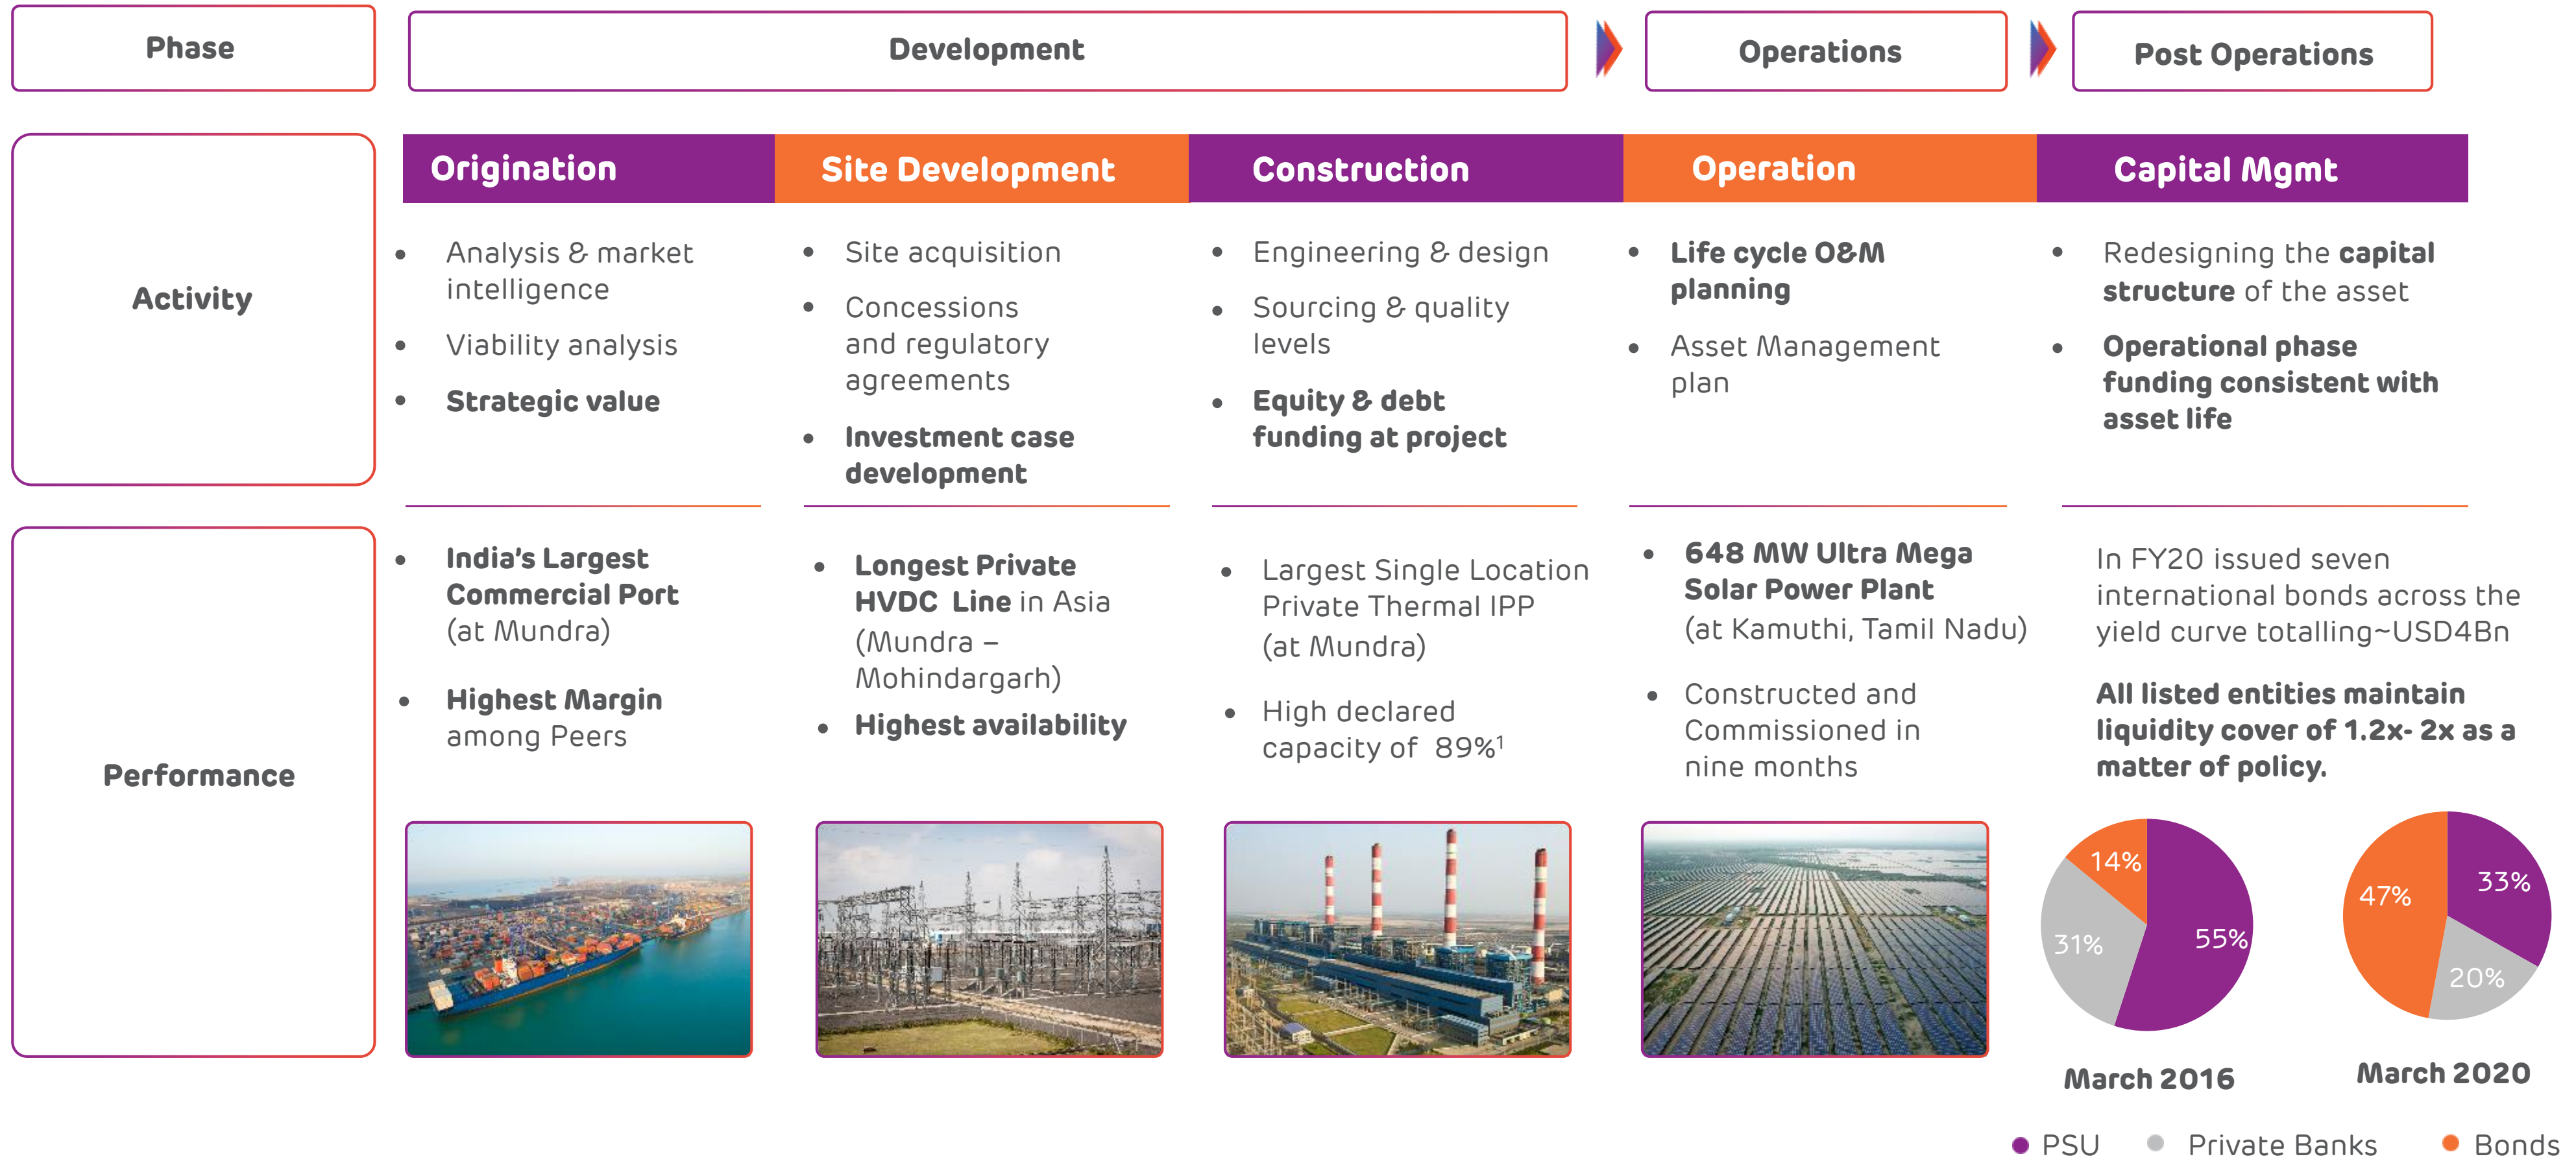 Phase
Development
Operations
Post Operations
Activity
Origination
Site Development
Construction
Operation
Capital Mgmt
• Analysis & market
intelligence
• Viability analysis
• Strategic value
• Site acquisition
• Concessions
and regulatory
agreements
• Investment case
development
• Engineering & design
• Sourcing & quality
levels
• Equity & debt
funding at project
• Life cycle O&M
planning
• Asset Management
plan
• Redesigning the capital
structure of the asset
• Operational phase
funding consistent with
asset life
Performance
• India's Largest
Commercial Port
(at Mundra)
• Highest Margin
among Peers
• Longest Private
HVDC Line in Asia
(Mundra –
Mohindargarh)
• Highest availability
• Largest Single Location
Private Thermal IPP
(at Mundra)
• High declared
capacity of 89%¹
• 648 MW Ultra Mega
Solar Power Plant
(at Kamuthi, Tamil Nadu)
• Constructed and
Commissioned in
nine months
In FY20 issued seven
international bonds across the
yield curve totalling~USD4Bn
All listed entities maintain
liquidity cover of 1.2x- 2x as a
matter of policy.
14%
31%
55%
March 2016
47%
33%
20%
March 2020
PSU
Private Banks
Bonds